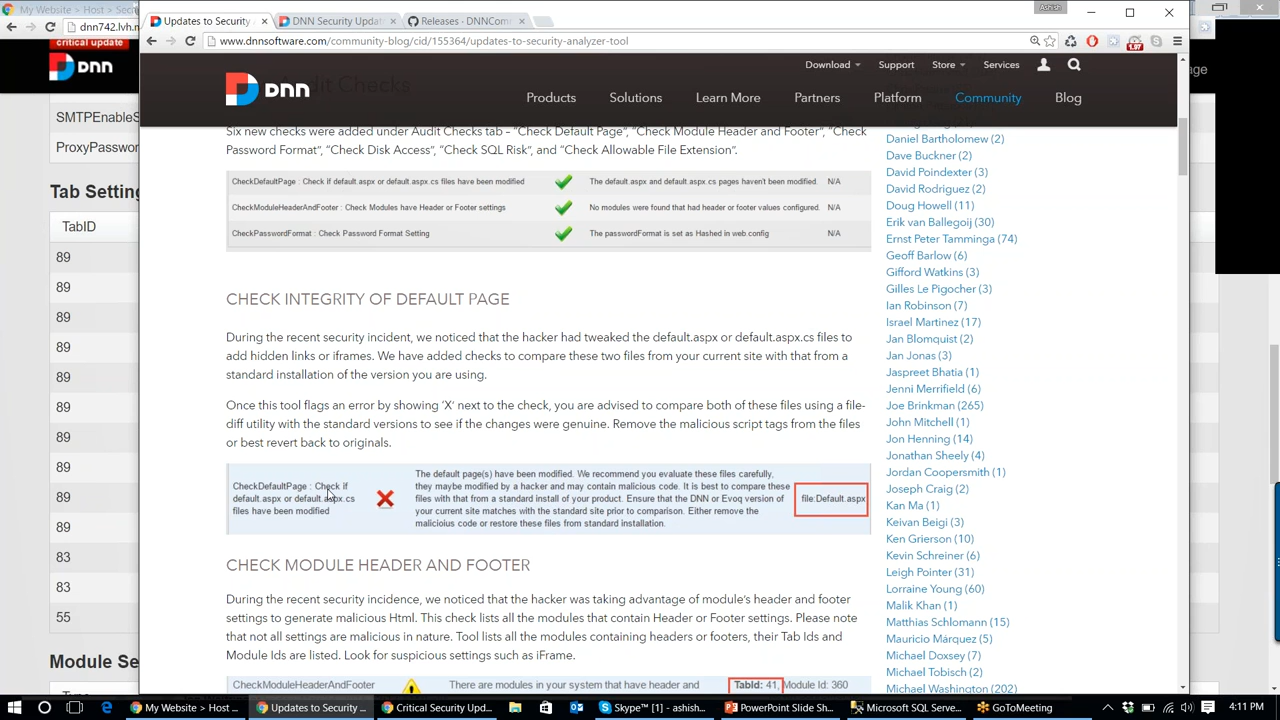 My Website > Host > Securi
dnn742.lvh.m
critical update
DNN
SMTPEnableS
ProxyPassword
Tab Setting
TabID
89
89
89
89
89
89
89
89
89
83
83
55
Module Se
Updates to Security
DNN Security Updat
Releases · DNNComm
Ashish
www.dnnsoftware.com/community-blog/cid/155364/updates-to-security-analyzer-tool
1.97
Download
Support
Store
Services
DNN
Products
Solutions
Learn More
Partners
Platform
Community
Blog
Audit Checks
Six new checks were added under Audit Checks tab – "Check Default Page", "Check Module Header and Footer", "Check
Password Format", "Check Disk Access", "Check SQL Risk", and "Check Allowable File Extension".
CheckDefaultPage : Check if default.aspx or default.aspx.cs files have been modified The default.aspx and default.aspx.cs pages haven't been modified. N/A
CheckModuleHeaderAndFooter : Check Modules have Header or Footer settings No modules were found that had header or footer values configured. N/A
CheckPasswordFormat : Check Password Format Setting The passwordFormat is set as Hashed in web.config N/A
CHECK INTEGRITY OF DEFAULT PAGE
During the recent security incident, we noticed that the hacker had tweaked the default.aspx or default.aspx.cs files to
add hidden links or iframes. We have added checks to compare these two files from your current site with that from a
standard installation of the version you are using.
Once this tool flags an error by showing 'X' next to the check, you are advised to compare both of these files using a file-
diff utility with the standard versions to see if the changes were genuine. Remove the malicious script tags from the files
or best revert back to originals.
CheckDefaultPage : Check if
default.aspx or default.aspx.cs
files have been modified
The default page(s) have been modified. We recommend you evaluate these files carefully,
they maybe modified by a hacker and may contain malicious code. It is best to compare these
files with that from a standard install of your product. Ensure that the DNN or Evoq version of
your current site matches with the standard site prior to comparison. Either remove the
malicioius code or restore these files from standard installation.
file:Default.aspx
CHECK MODULE HEADER AND FOOTER
During the recent security incidence, we noticed that the hacker was taking advantage of module's header and footer
settings to generate malicious Html. This check lists all the modules that contain Header or Footer settings. Please note
that not all settings are malicious in nature. Tool lists all the modules containing headers or footers, their Tab Ids and
Module Ids are listed. Look for suspicious settings such as iFrame.
CheckModuleHeaderAndFooter There are modules in your system that have header and TabId: 41, Module Id: 360
Daniel Bartholomew (2)
Dave Buckner (2)
David Poindexter (3)
David Rodriguez (2)
Doug Howell (11)
Erik van Ballegoij (30)
Ernst Peter Tamminga (74)
Geoff Barlow (6)
Gifford Watkins (3)
Gilles Le Pigocher (3)
Ian Robinson (7)
Israel Martinez (17)
Jan Blomquist (2)
Jan Jonas (3)
Jaspreet Bhatia (1)
Jenni Merrifield (6)
Joe Brinkman (265)
John Mitchell (1)
Jon Henning (14)
Jonathan Sheely (4)
Jordan Coopersmith (1)
Joseph Craig (2)
Kan Ma (1)
Keivan Beigi (3)
Ken Grierson (10)
Kevin Schreiner (6)
Leigh Pointer (31)
Lorraine Young (60)
Malik Khan (1)
Matthias Schlomann (15)
Mauricio Márquez (5)
Michael Doxsey (7)
Michael Tobisch (2)
Michael Washington (202)
age
My Website > Host ...
Updates to Security ...
Critical Security Upd...
Skype™ [1] - ashish...
PowerPoint Slide Sh...
Microsoft SQL Serve...
GoToMeeting
4:11 PM